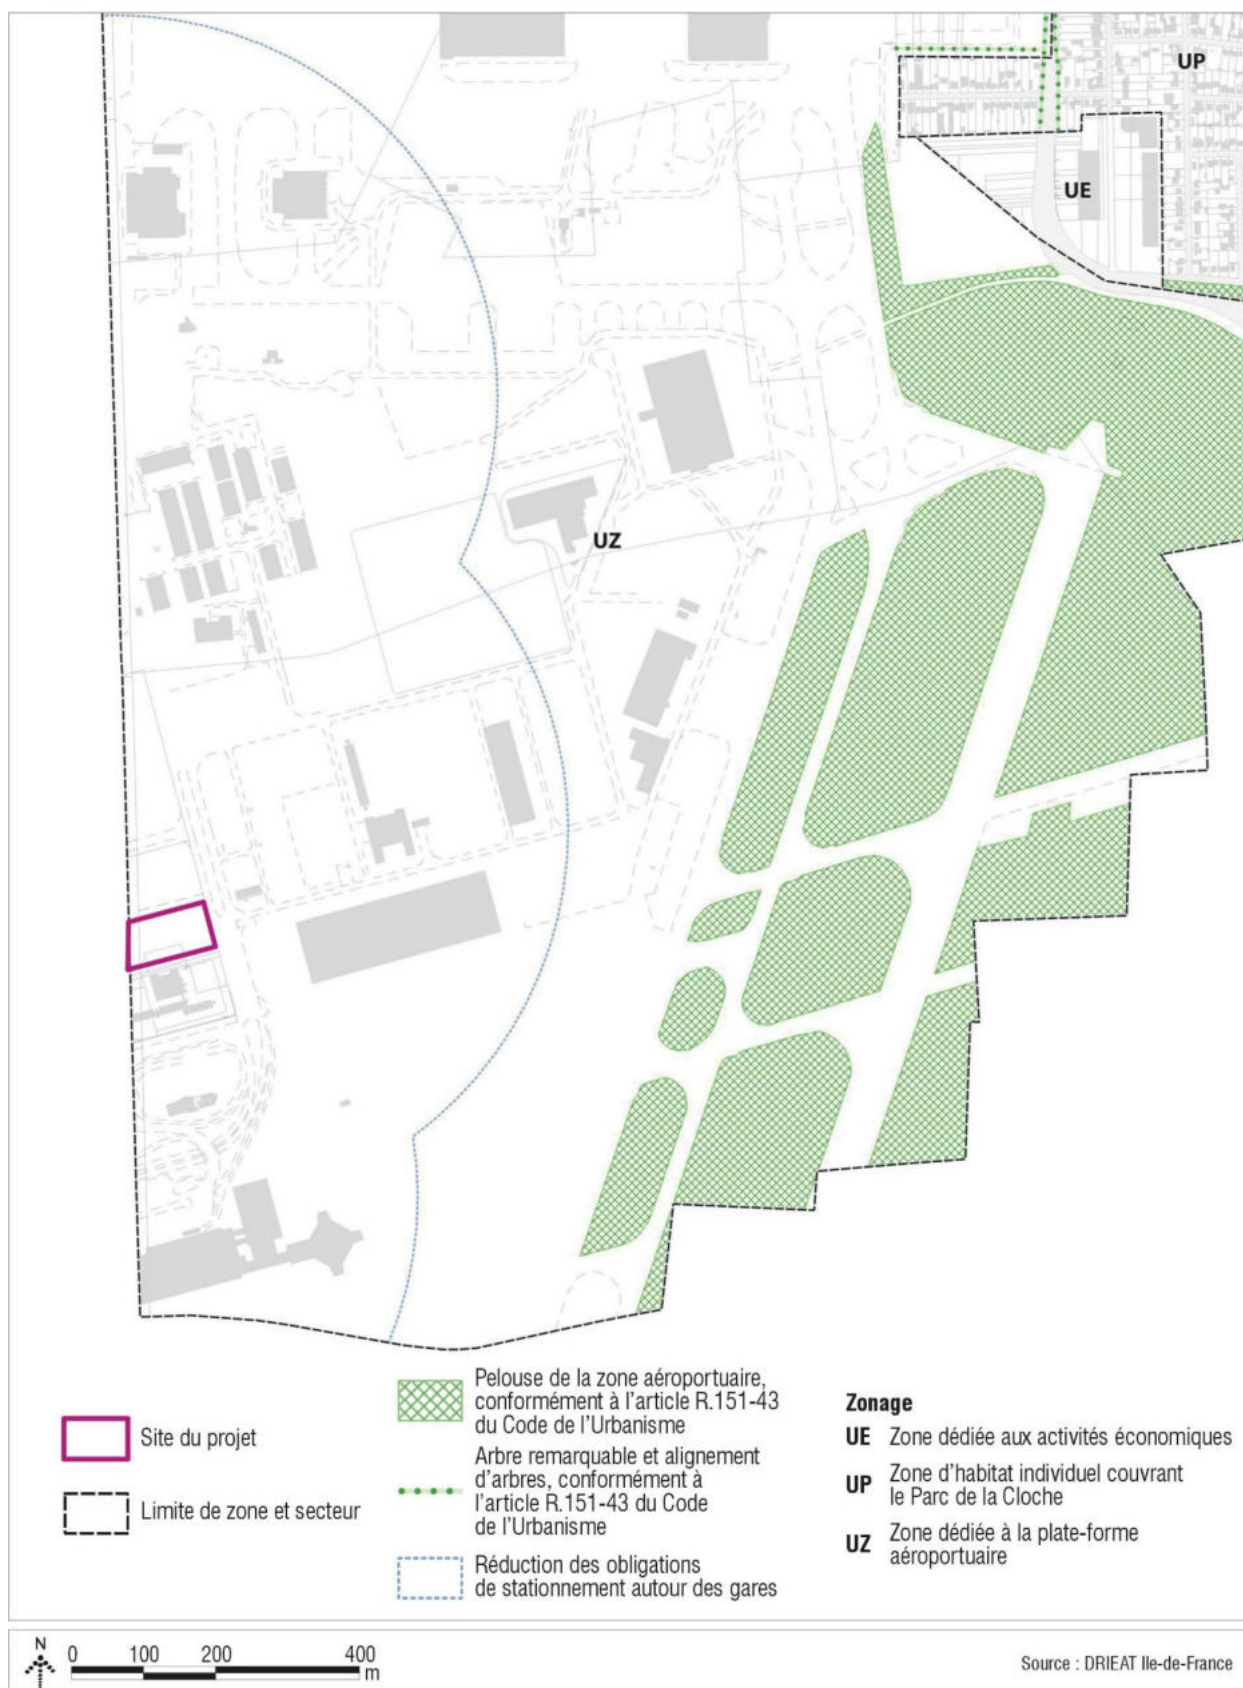 UP
UE
UZ
Site du projet
Limite de zone et secteur
Pelouse de la zone aéroportuaire,
conformément à l'article R.151-43
du Code de l'Urbanisme
Arbre remarquable et alignement
d'arbres, conformément à
l'article R.151-43 du Code
de l'Urbanisme
Réduction des obligations
de stationnement autour des gares
Zonage
UE Zone dédiée aux activités économiques
UP Zone d'habitat individuel couvrant
le Parc de la Cloche
UZ Zone dédiée à la plate-forme
aéroportuaire
N
0 100 200 400
m
Source : DRIEAT Ile-de-France